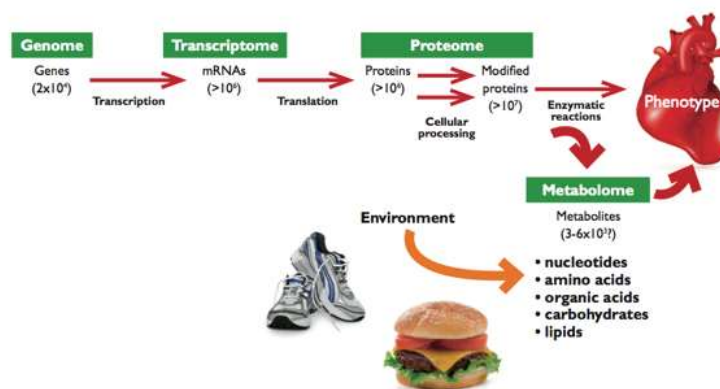 Genome
Transcriptome
Proteome
Genes
(2x10⁴)
Transcription
mRNAs
(>10⁶)
Translation
Proteins
(>10⁶)
Cellular
processing
Modified
proteins
(>10⁷)
Enzymatic
reactions
Phenotype
Metabolome
Metabolites
(3-6x10³?)
Environment
• nucleotides
• amino acids
• organic acids
• carbohydrates
• lipids